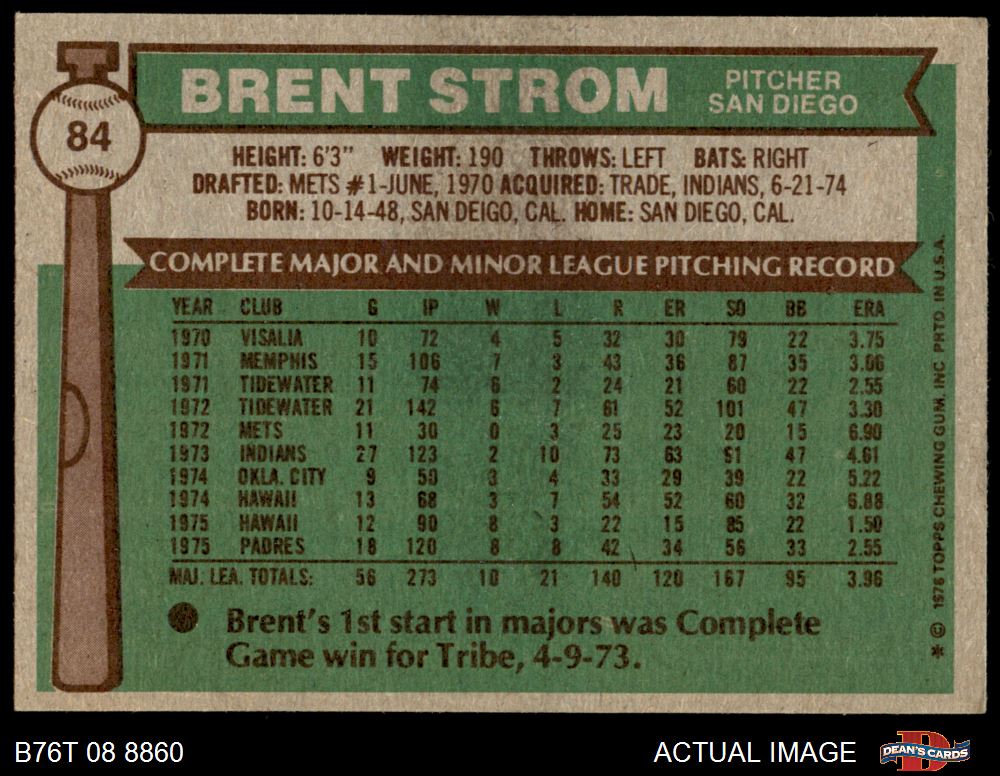 84
BRENT STROM
PITCHER
SAN DIEGO
HEIGHT: 6'3" WEIGHT: 190 THROWS: LEFT BATS: RIGHT
DRAFTED: METS #1-JUNE, 1970 ACQUIRED: TRADE, INDIANS, 6-21-74
BORN: 10-14-48, SAN DEIGO, CAL. HOME: SAN DIEGO, CAL.
COMPLETE MAJOR AND MINOR LEAGUE PITCHING RECORD
YEAR CLUB G IP W L R ER SO BB ERA
1970 VISALIA 10 72 4 5 32 30 79 22 3.75
1971 MEMPHIS 15 106 7 3 43 36 87 35 3.06
1971 TIDEWATER 11 74 6 2 24 21 60 22 2.55
1972 TIDEWATER 21 142 6 7 61 52 101 47 3.30
1972 METS 11 30 0 3 25 23 20 15 6.90
1973 INDIANS 27 123 2 10 73 63 91 47 4.61
1974 OKLA. CITY 9 50 3 4 33 29 39 22 5.22
1974 HAWAII 13 68 3 7 54 52 60 32 6.88
1975 HAWAII 12 90 8 3 22 15 85 22 1.50
1975 PADRES 18 120 8 8 42 34 56 33 2.55
MAJ. LEA. TOTALS: 56 273 10 21 140 120 167 95 3.96
Brent's 1st start in majors was Complete
Game win for Tribe, 4-9-73.
* © 1976 TOPPS CHEWING GUM, INC PRTD. IN U.S.A.
B76T 08 8860
ACTUAL IMAGE
D
DEAN'S CARDS